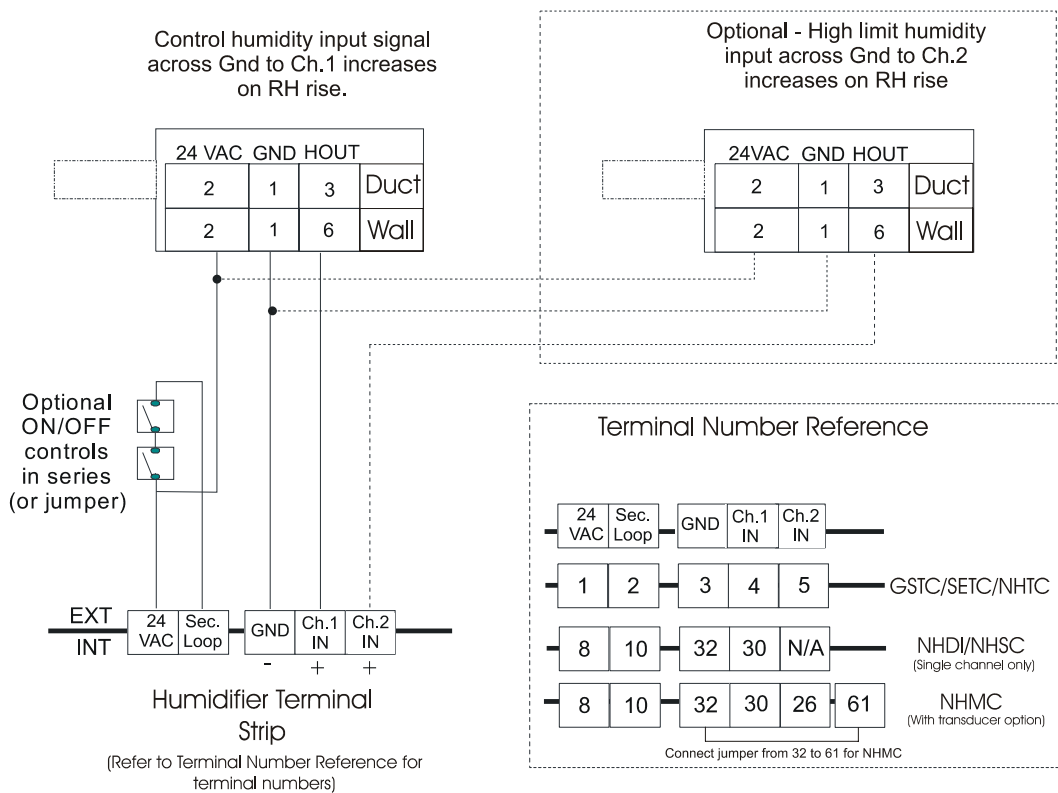 Control humidity input signal
across Gnd to Ch.1 increases
on RH rise.
24 VAC GND HOUT
2 1 3 Duct
2 1 6 Wall
Optional - High limit humidity
input across Gnd to Ch.2
increases on RH rise
24VAC GND HOUT
2 1 3 Duct
2 1 6 Wall
Optional
ON/OFF
controls
in series
(or jumper)
EXT
INT
24
VAC
Sec.
Loop
GND
Ch.1
IN
Ch.2
IN
- + +
Humidifier Terminal
Strip
(Refer to Terminal Number Reference for
terminal numbers)
Terminal Number Reference
24
VAC
Sec.
Loop
GND
Ch.1
IN
Ch.2
IN
1 2 3 4 5 GSTC/SETC/NHTC
8 10 32 30 N/A NHDI/NHSC
(Single channel only)
8 10 32 30 26 61 NHMC
(With transducer option)
Connect jumper from 32 to 61 for NHMC